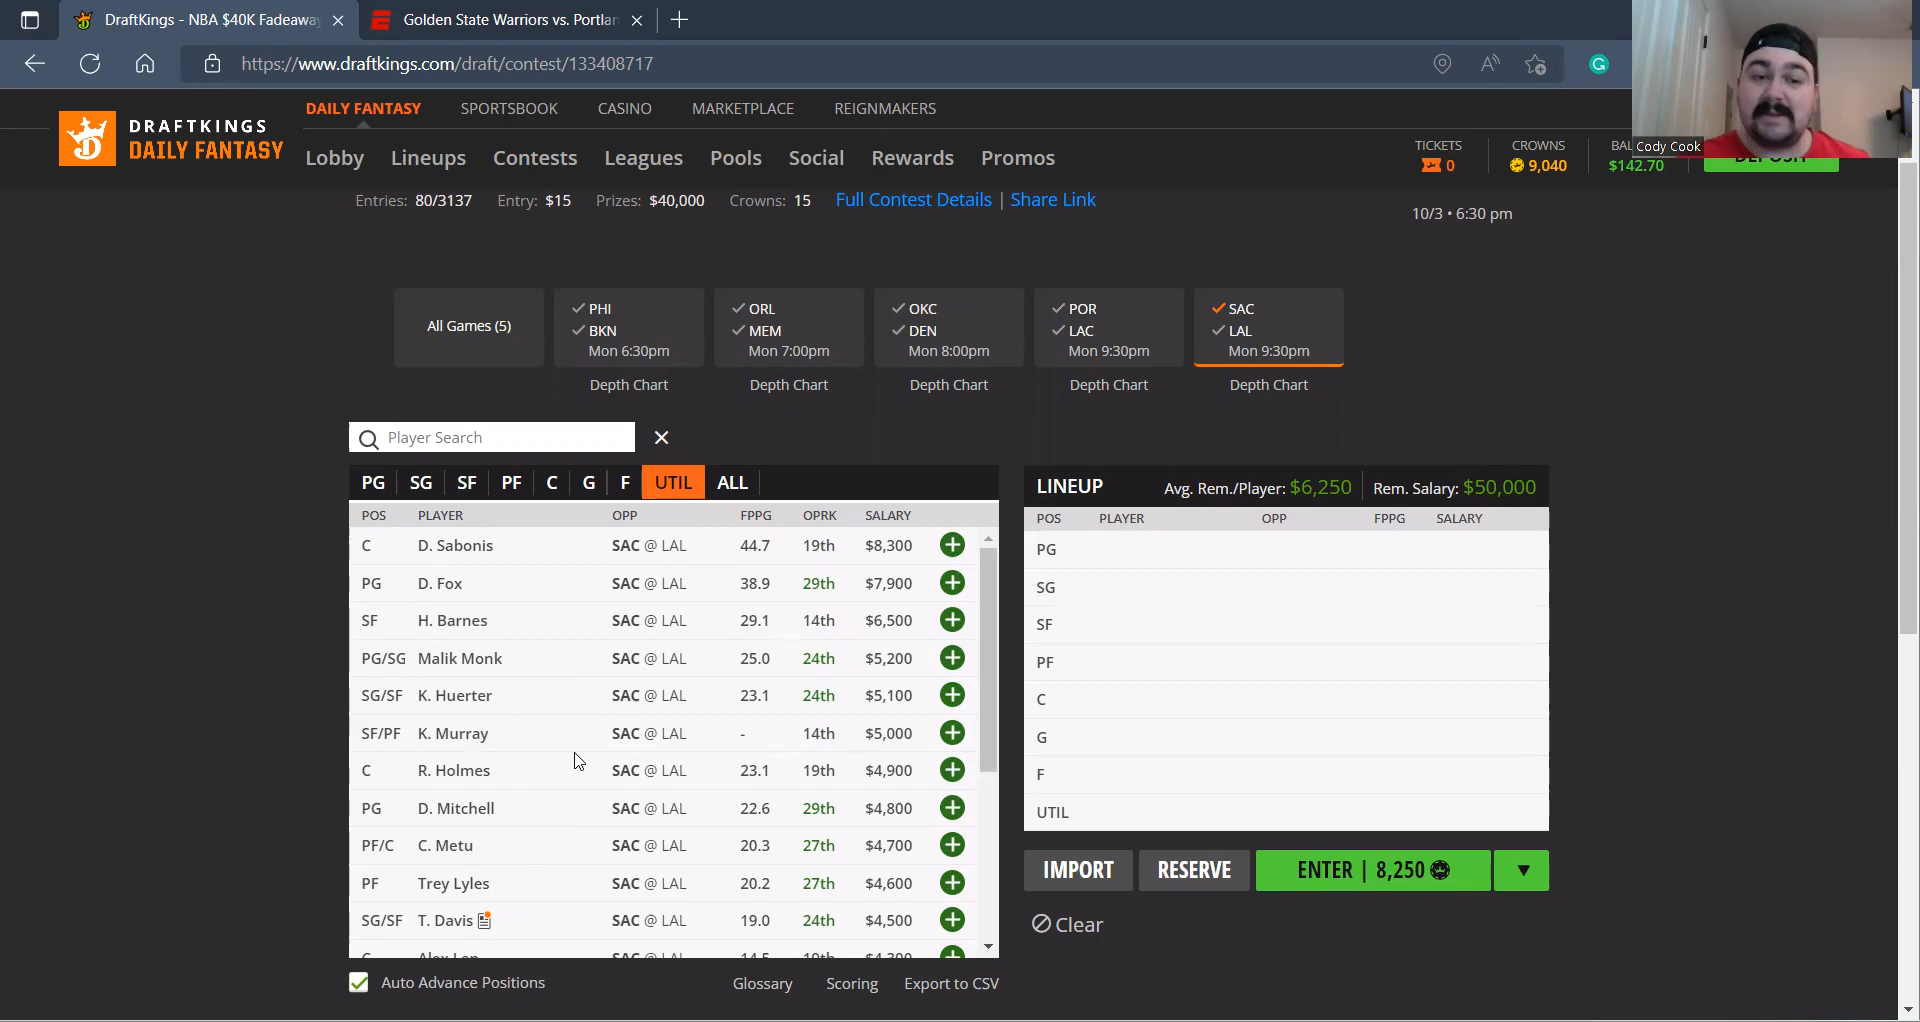 DraftKings - NBA $40K Fadeaway
Golden State Warriors vs. Portlan
https://www.draftkings.com/draft/contest/133408717
DRAFTKINGS
DAILY FANTASY
DAILY FANTASY SPORTSBOOK CASINO MARKETPLACE REIGNMAKERS
Lobby Lineups Contests Leagues Pools Social Rewards Promos
TICKETS 0
CROWNS 9,040
BAL $142.70
Cody Cook
Entries: 80/3137 Entry: $15 Prizes: $40,000 Crowns: 15 Full Contest Details | Share Link
10/3 • 6:30 pm
All Games (5)
PHI
BKN
Mon 6:30pm
Depth Chart
ORL
MEM
Mon 7:00pm
Depth Chart
OKC
DEN
Mon 8:00pm
Depth Chart
POR
LAC
Mon 9:30pm
Depth Chart
SAC
LAL
Mon 9:30pm
Depth Chart
Player Search
PG SG SF PF C G F UTIL ALL
POS PLAYER OPP FPPG OPRK SALARY
C D. Sabonis SAC @ LAL 44.7 19th $8,300
PG D. Fox SAC @ LAL 38.9 29th $7,900
SF H. Barnes SAC @ LAL 29.1 14th $6,500
PG/SG Malik Monk SAC @ LAL 25.0 24th $5,200
SG/SF K. Huerter SAC @ LAL 23.1 24th $5,100
SF/PF K. Murray SAC @ LAL - 14th $5,000
C R. Holmes SAC @ LAL 23.1 19th $4,900
PG D. Mitchell SAC @ LAL 22.6 29th $4,800
PF/C C. Metu SAC @ LAL 20.3 27th $4,700
PF Trey Lyles SAC @ LAL 20.2 27th $4,600
SG/SF T. Davis SAC @ LAL 19.0 24th $4,500
C Alex Len SAC @ LAL 14.5 19th $4,300
Auto Advance Positions
Glossary Scoring Export to CSV
LINEUP Avg. Rem./Player: $6,250 Rem. Salary: $50,000
POS PLAYER OPP FPPG SALARY
PG
SG
SF
PF
C
G
F
UTIL
IMPORT RESERVE ENTER | 8,250
Clear